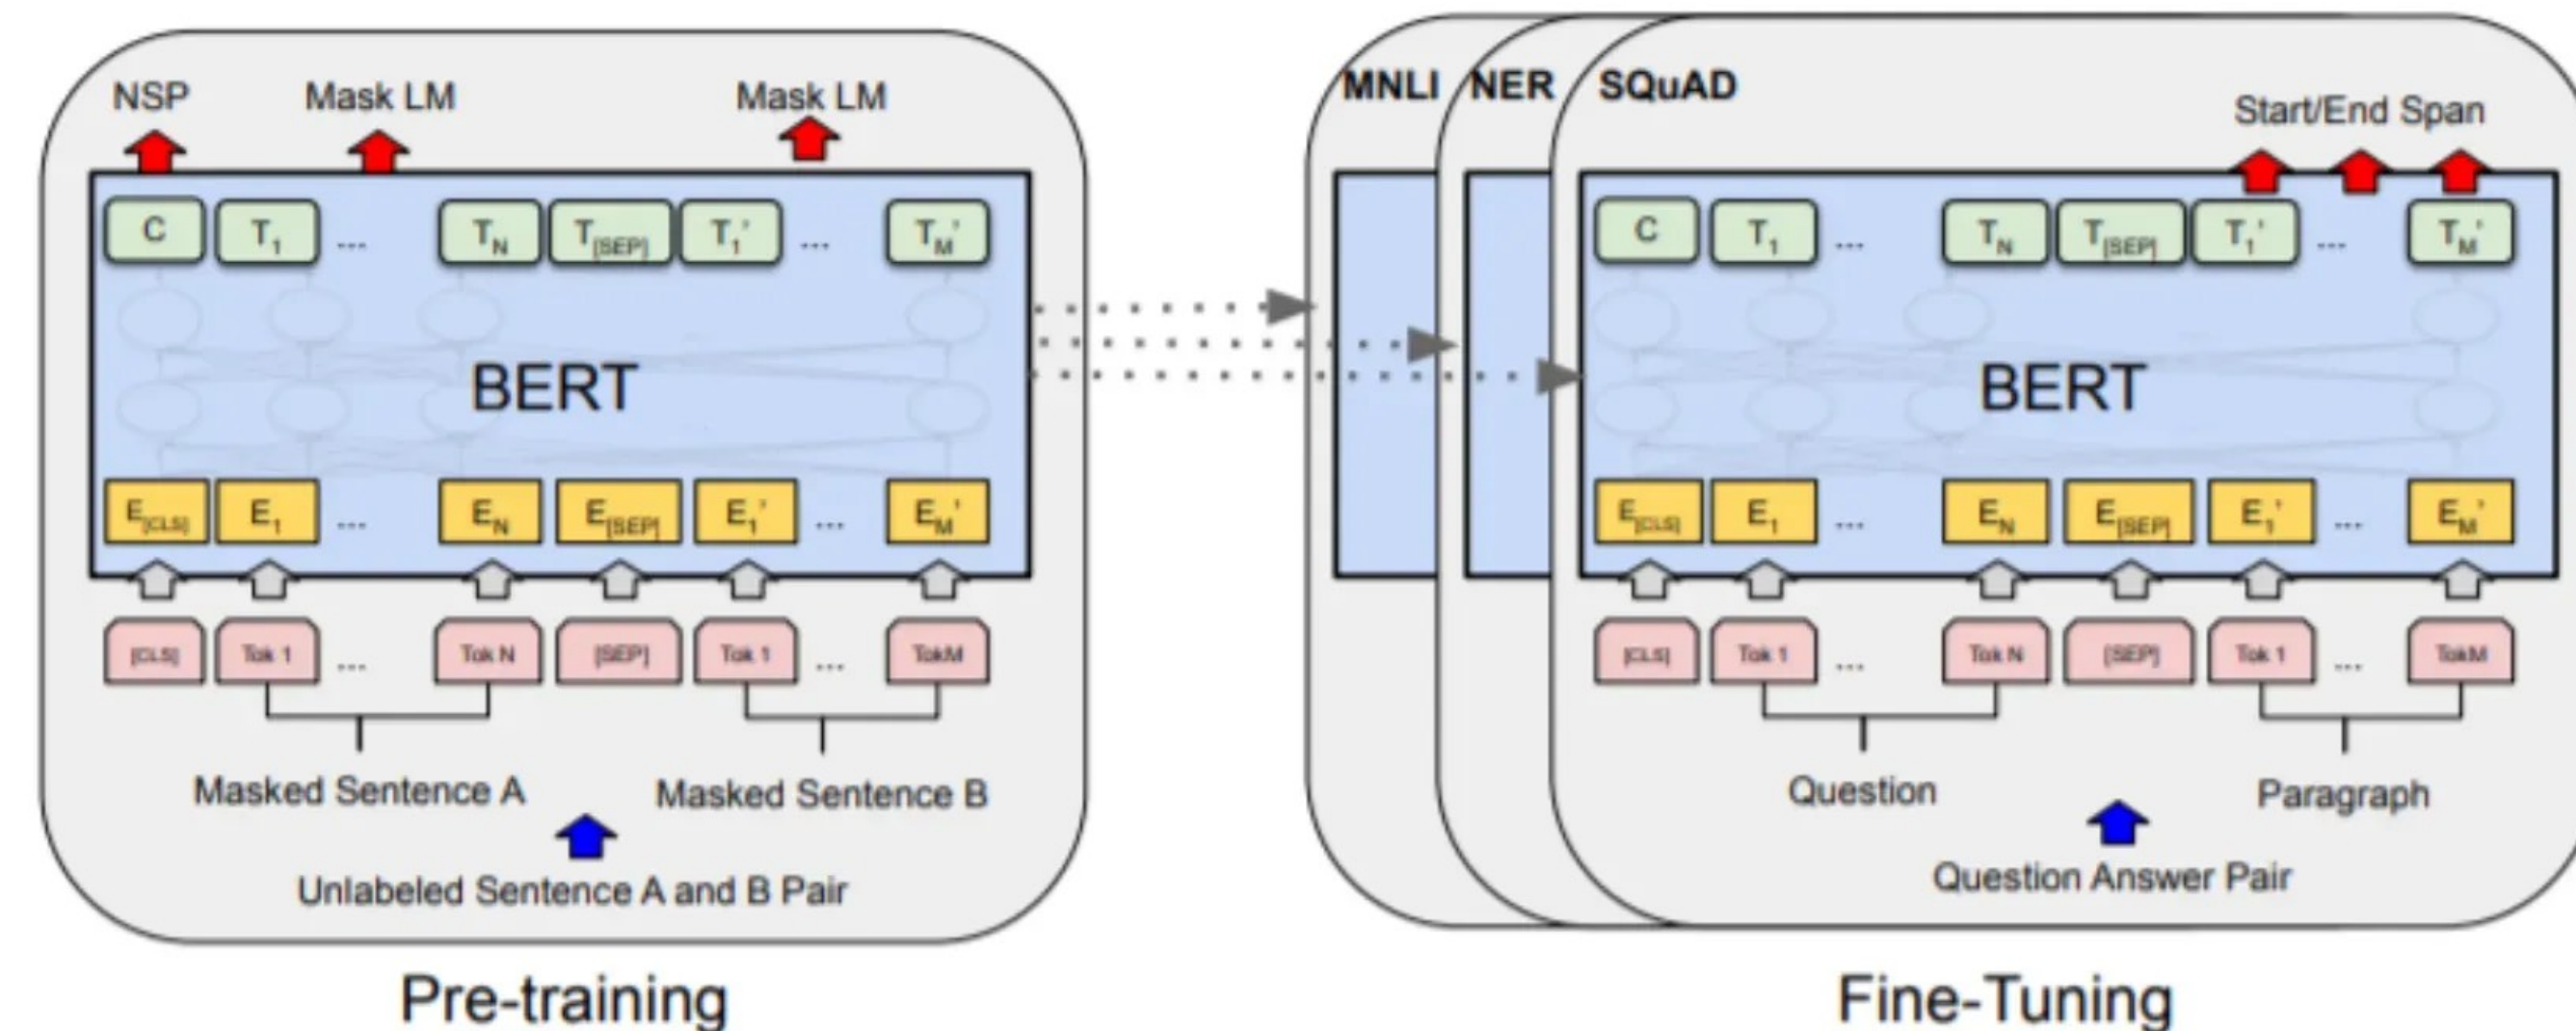 NSP Mask LM Mask LM
C T1 ... TN T[SEP] T1' ... TM'
BERT
E[CLS] E1 ... EN E[SEP] E1' ... EM'
[CLS] Tok 1 ... Tok N [SEP] Tok 1 ... TokM
Masked Sentence A Masked Sentence B
Unlabeled Sentence A and B Pair
Pre-training
MNLI NER SQuAD
Start/End Span
C T1 ... TN T[SEP] T1' ... TM'
BERT
E[CLS] E1 ... EN E[SEP] E1' ... EM'
[CLS] Tok 1 ... Tok N [SEP] Tok 1 ... TokM
Question Paragraph
Question Answer Pair
Fine-Tuning